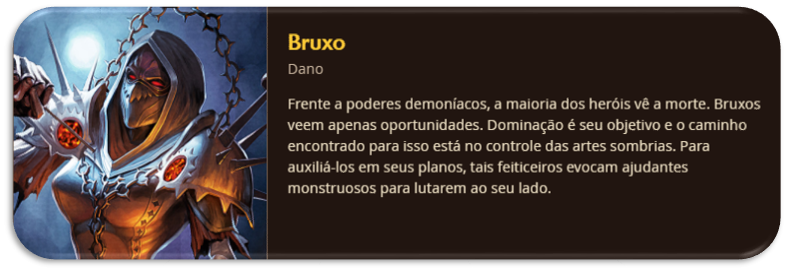 Bruxo
Dano
Frente a poderes demoníacos, a maioria dos heróis vê a morte. Bruxos
veem apenas oportunidades. Dominação é seu objetivo e o caminho
encontrado para isso está no controle das artes sombrias. Para
auxiliá-los em seus planos, tais feiticeiros evocam ajudantes
monstruosos para lutarem ao seu lado.